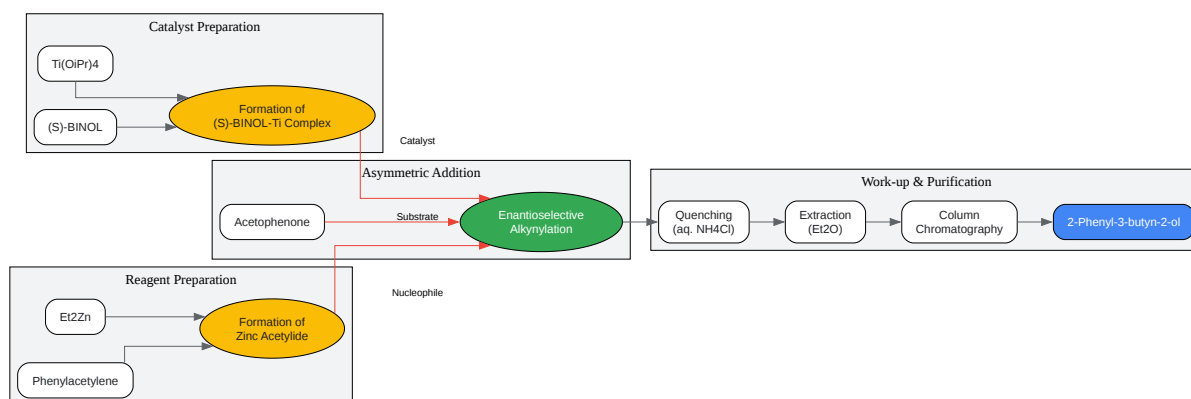 Catalyst Preparation
Ti(OiPr)4
(S)-BINOL
Formation of
(S)-BINOL-Ti Complex
Catalyst
Asymmetric Addition
Acetophenone
Substrate
Enantioselective
Alkynylation
Work-up & Purification
Quenching
(aq. NH4Cl)
Extraction
(Et2O)
Column
Chromatography
2-Phenyl-3-butyn-2-ol
Reagent Preparation
Et2Zn
Phenylacetylene
Formation of
Zinc Acetylide
Nucleophile